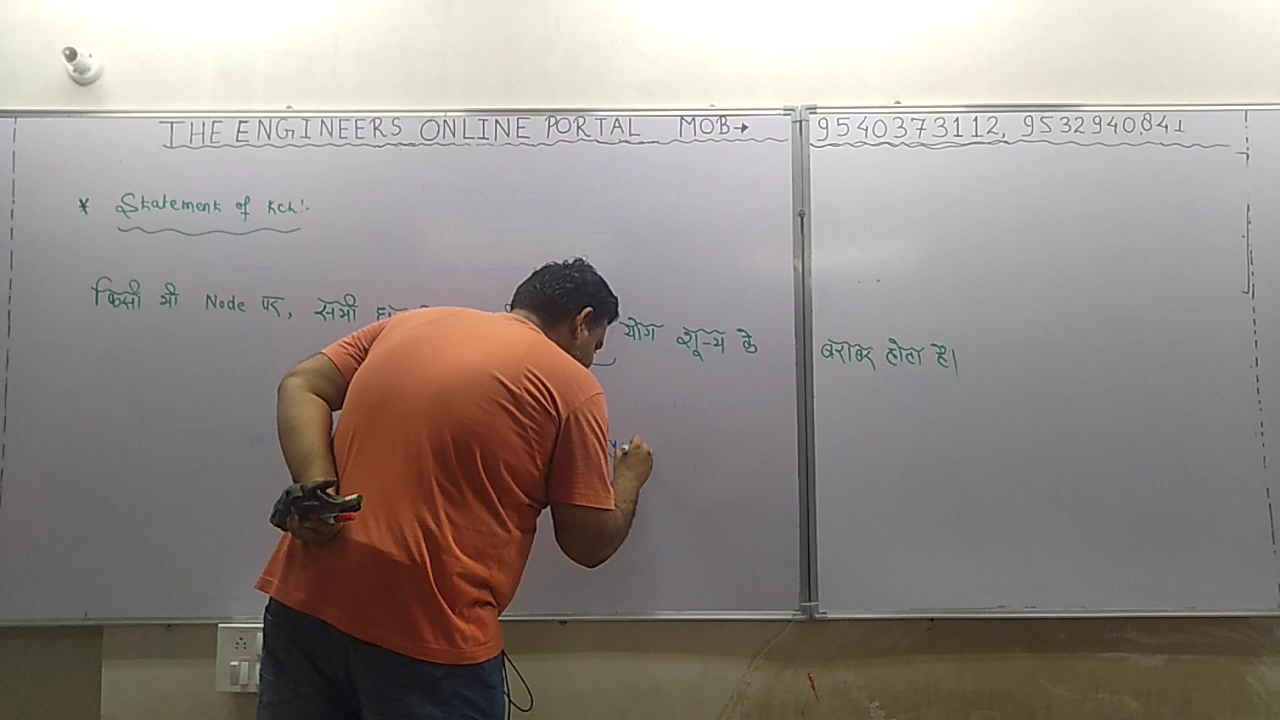 THE ENGINEERS ONLINE PORTAL MOB→ 9540373112, 9532940841
* Statement of KCL:-
किसी भी Node पर, सभी योग शून्य के बराबर होता है।